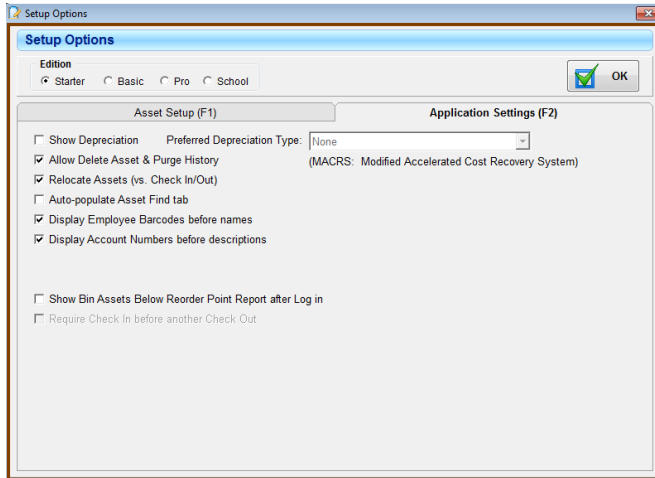 Setup Options
Setup Options
Edition
Starter Basic Pro School
OK
Asset Setup (F1) Application Settings (F2)
Show Depreciation Preferred Depreciation Type: None
Allow Delete Asset & Purge History (MACRS: Modified Accelerated Cost Recovery System)
Relocate Assets (vs. Check In/Out)
Auto-populate Asset Find tab
Display Employee Barcodes before names
Display Account Numbers before descriptions
Show Bin Assets Below Reorder Point Report after Log in
Require Check In before another Check Out